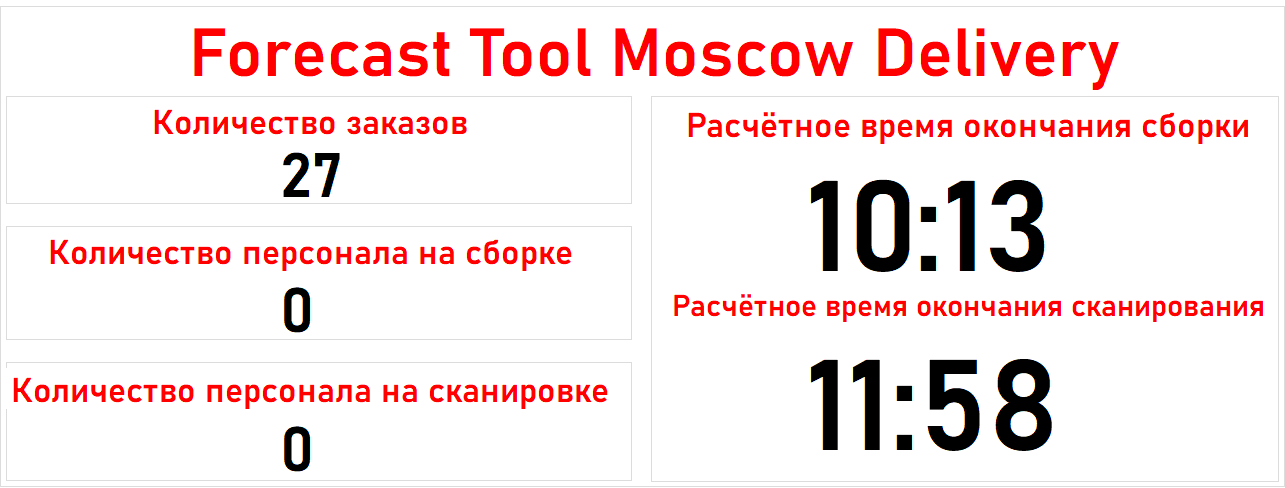 Forecast Tool Moscow Delivery
Количество заказов
27
Количество персонала на сборке
0
Количество персонала на сканировке
0
Расчётное время окончания сборки
10:13
Расчётное время окончания сканирования
11:58